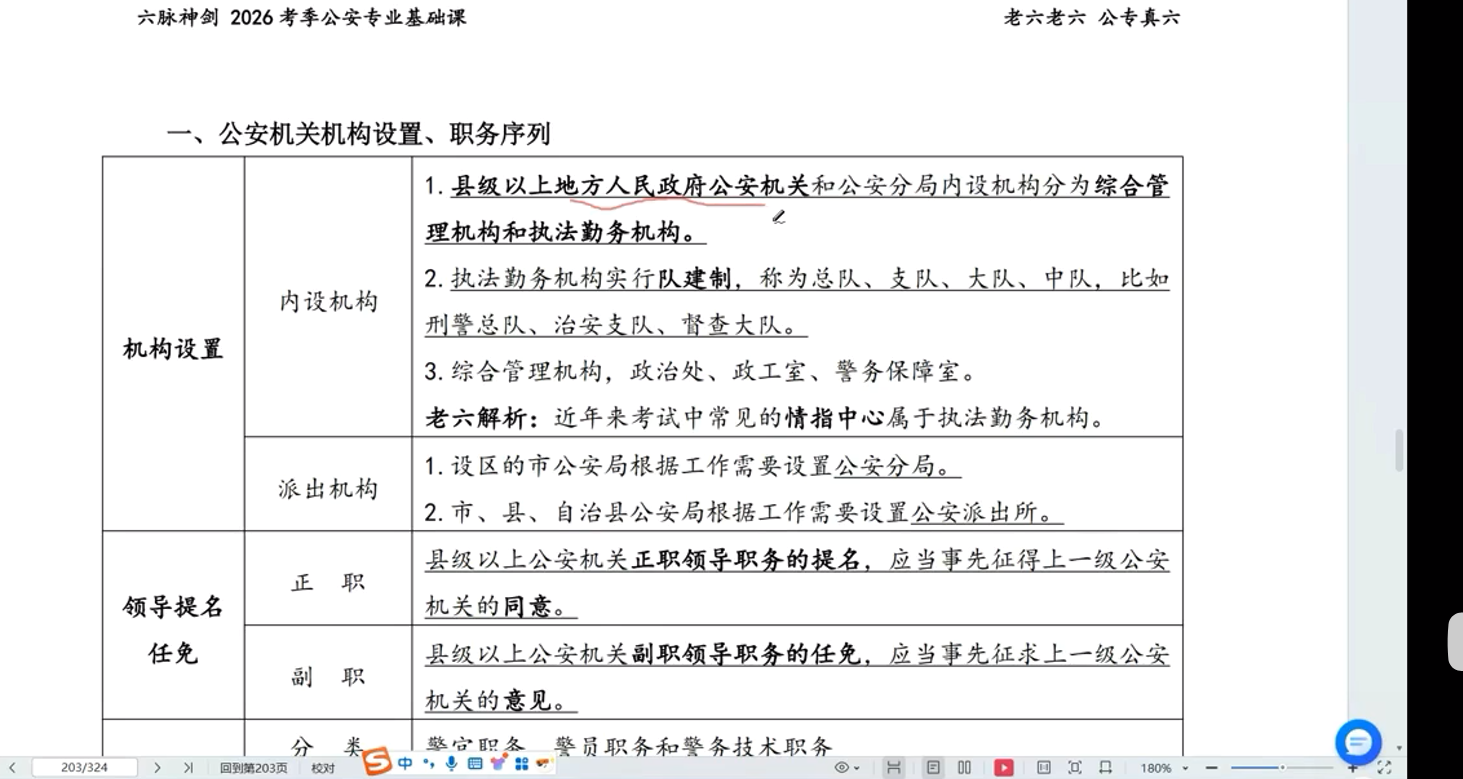 六脉神剑 2026 考季公安专业基础课
老六老六 公专真六
一、公安机关机构设置、职务序列
机构设置
内设机构
1. 县级以上地方人民政府公安机关和公安分局内设机构分为综合管
理机构和执法勤务机构。
2. 执法勤务机构实行队建制，称为总队、支队、大队、中队，比如
刑警总队、治安支队、督查大队。
3. 综合管理机构，政治处、政工室、警务保障室。
老六解析：近年来考试中常见的情指中心属于执法勤务机构。
派出机构
1. 设区的市公安局根据工作需要设置公安分局。
2. 市、县、自治县公安局根据工作需要设置公安派出所。
领导提名
任免
正 职
县级以上公安机关正职领导职务的提名，应当事先征得上一级公安
机关的同意。
副 职
县级以上公安机关副职领导职务的任免，应当事先征求上一级公安
机关的意见。
分 类
警官职务、警员职务和警务技术职务
203/324
回到第203页
校对
中
180%